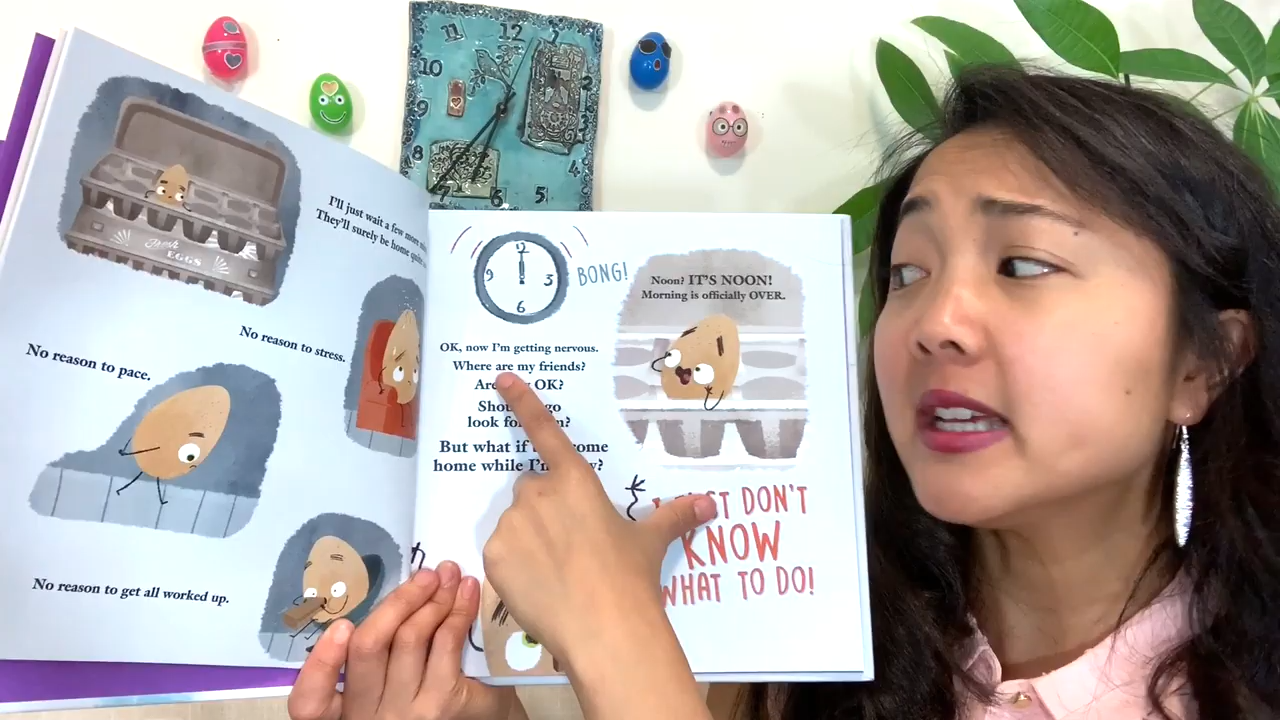 11 12 1
10 2
9
8 4
7 6 5
Fresh
EGGS
I'll just wait a few more
They'll surely be home quite
No reason to stress.
No reason to pace.
No reason to get all worked up.
12
9 3
6
BONG!
Noon? IT'S NOON!
Morning is officially OVER.
OK, now I'm getting nervous.
Where are my friends?
OK?
go
look
But what if
home while I'm
DON'T
KNOW
WHAT TO DO!